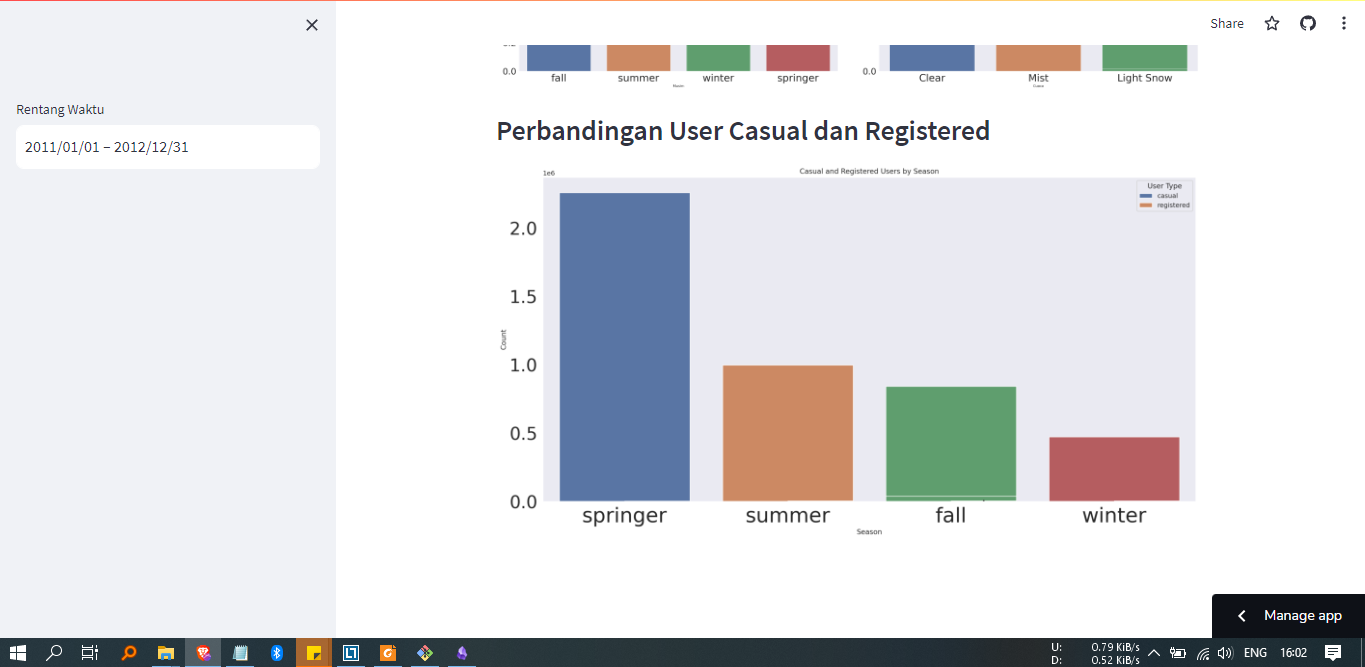 Share
Rentang Waktu
2011/01/01 – 2012/12/31
0.0
fall summer winter springer
0.0
Clear Mist Light Snow
Perbandingan User Casual dan Registered
1e6
Casual and Registered Users by Season
User Type
casual
registered
2.0
1.5
1.0
0.5
0.0
Count
springer summer fall winter
Season
Manage app
U: 0.79 KiB/s
D: 0.52 KiB/s
ENG 16:02